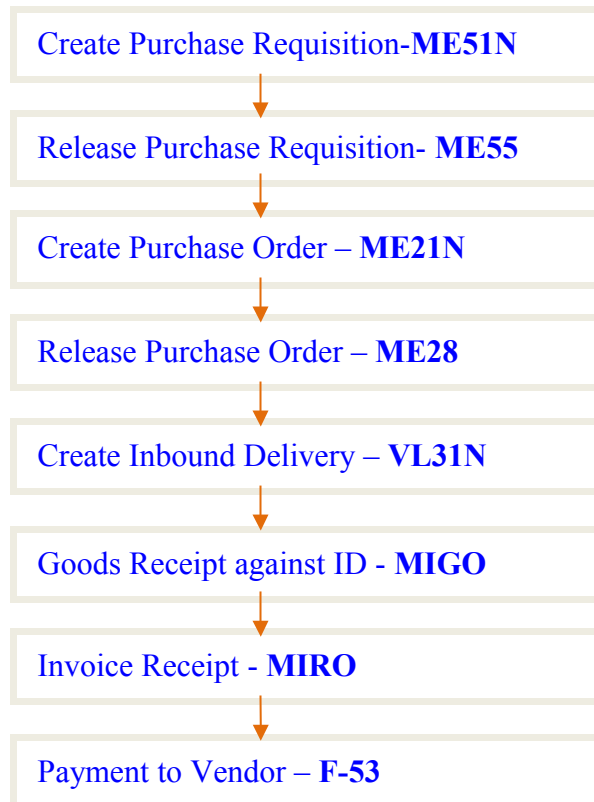 Create Purchase Requisition-ME51N
Release Purchase Requisition- ME55
Create Purchase Order – ME21N
Release Purchase Order – ME28
Create Inbound Delivery – VL31N
Goods Receipt against ID - MIGO
Invoice Receipt - MIRO
Payment to Vendor – F-53